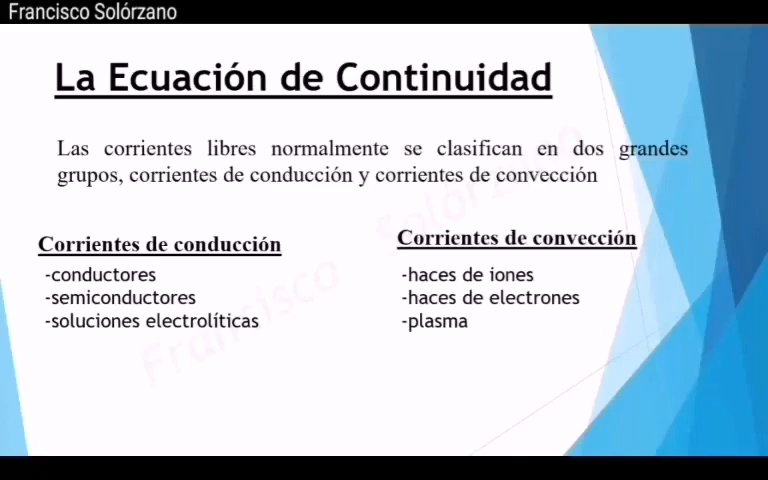 Francisco Solórzano
La Ecuación de Continuidad
Las corrientes libres normalmente se clasifican en dos grandes
grupos, corrientes de conducción y corrientes de convección
Corrientes de conducción
-conductores
-semiconductores
-soluciones electrolíticas
Corrientes de convección
-haces de iones
-haces de electrones
-plasma
Francisco Solórzano